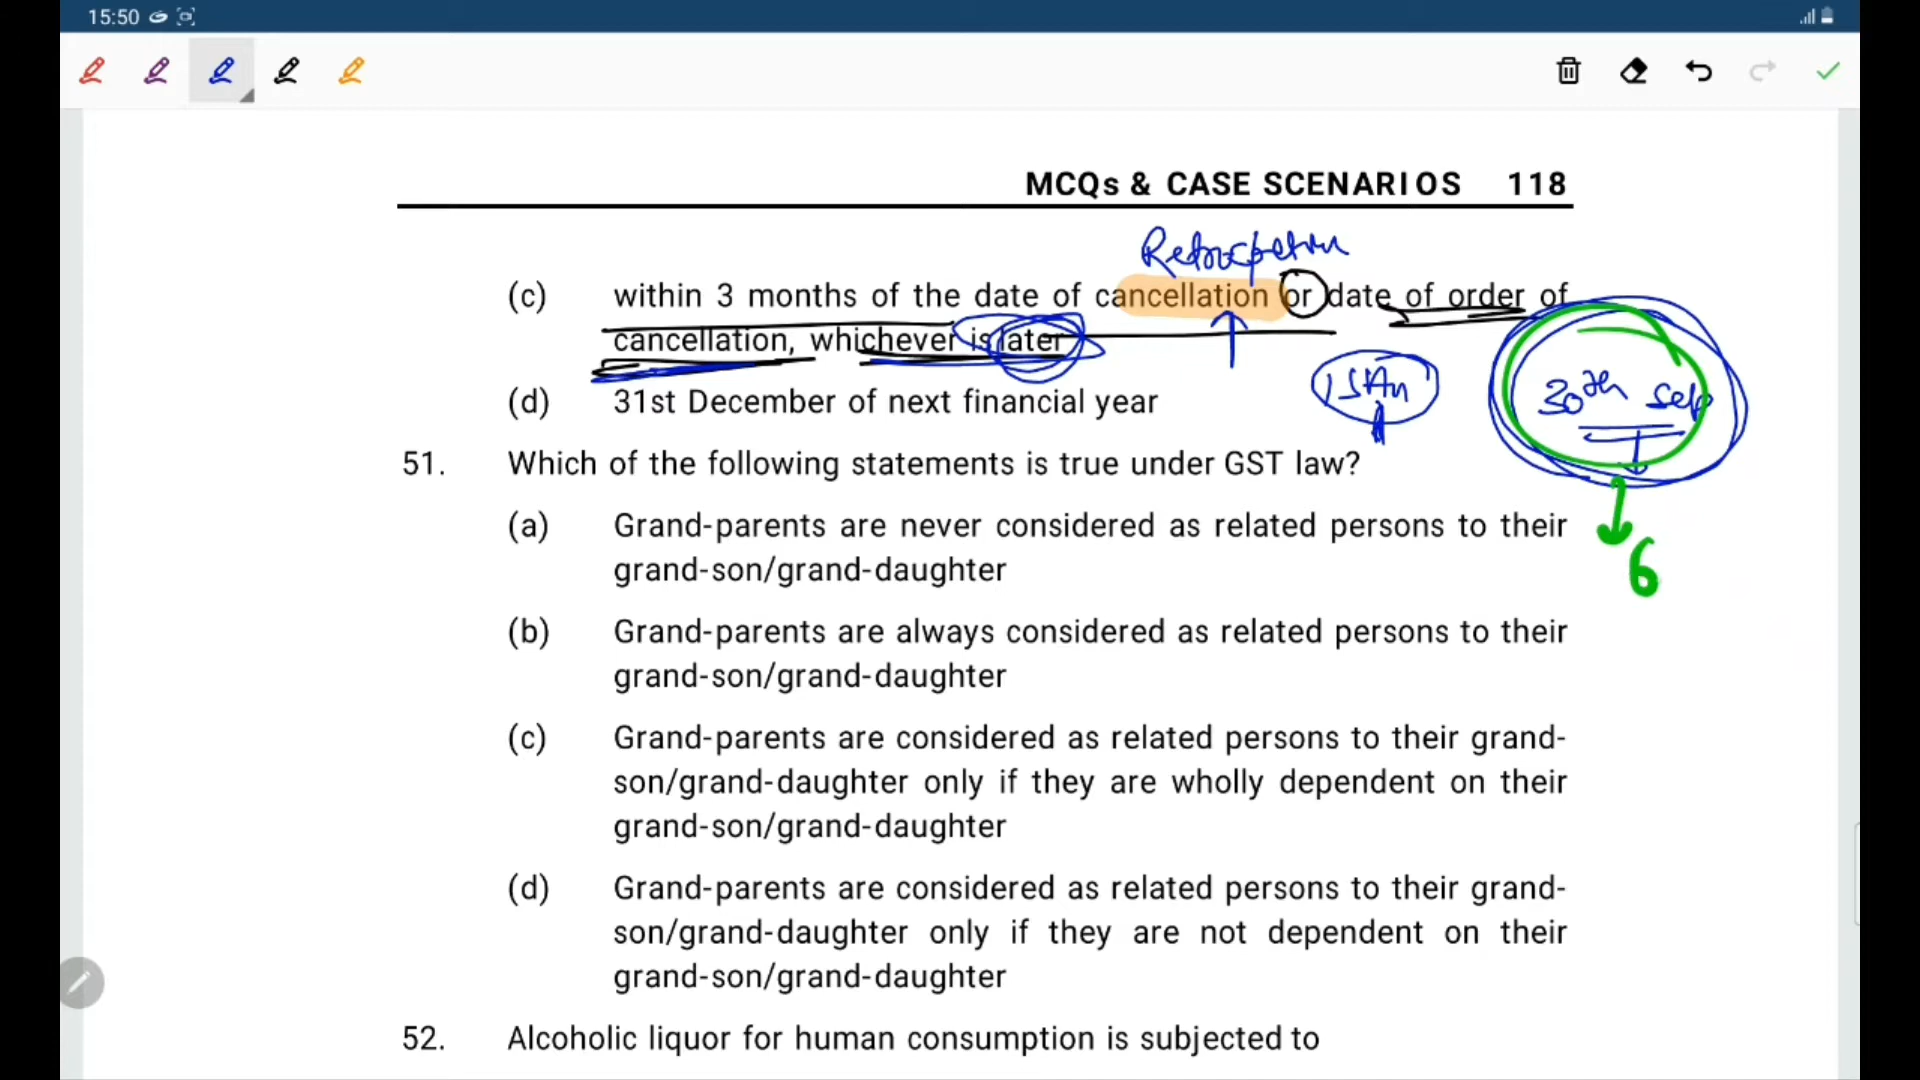 15:50
MCQs & CASE SCENARIOS 118
(c) within 3 months of the date of cancellation or date of order of
cancellation, whichever is later
(d) 31st December of next financial year
30th Sep
51. Which of the following statements is true under GST law?
(a) Grand-parents are never considered as related persons to their
grand-son/grand-daughter
6
(b) Grand-parents are always considered as related persons to their
grand-son/grand-daughter
(c) Grand-parents are considered as related persons to their grand-
son/grand-daughter only if they are wholly dependent on their
grand-son/grand-daughter
(d) Grand-parents are considered as related persons to their grand-
son/grand-daughter only if they are not dependent on their
grand-son/grand-daughter
52. Alcoholic liquor for human consumption is subjected to